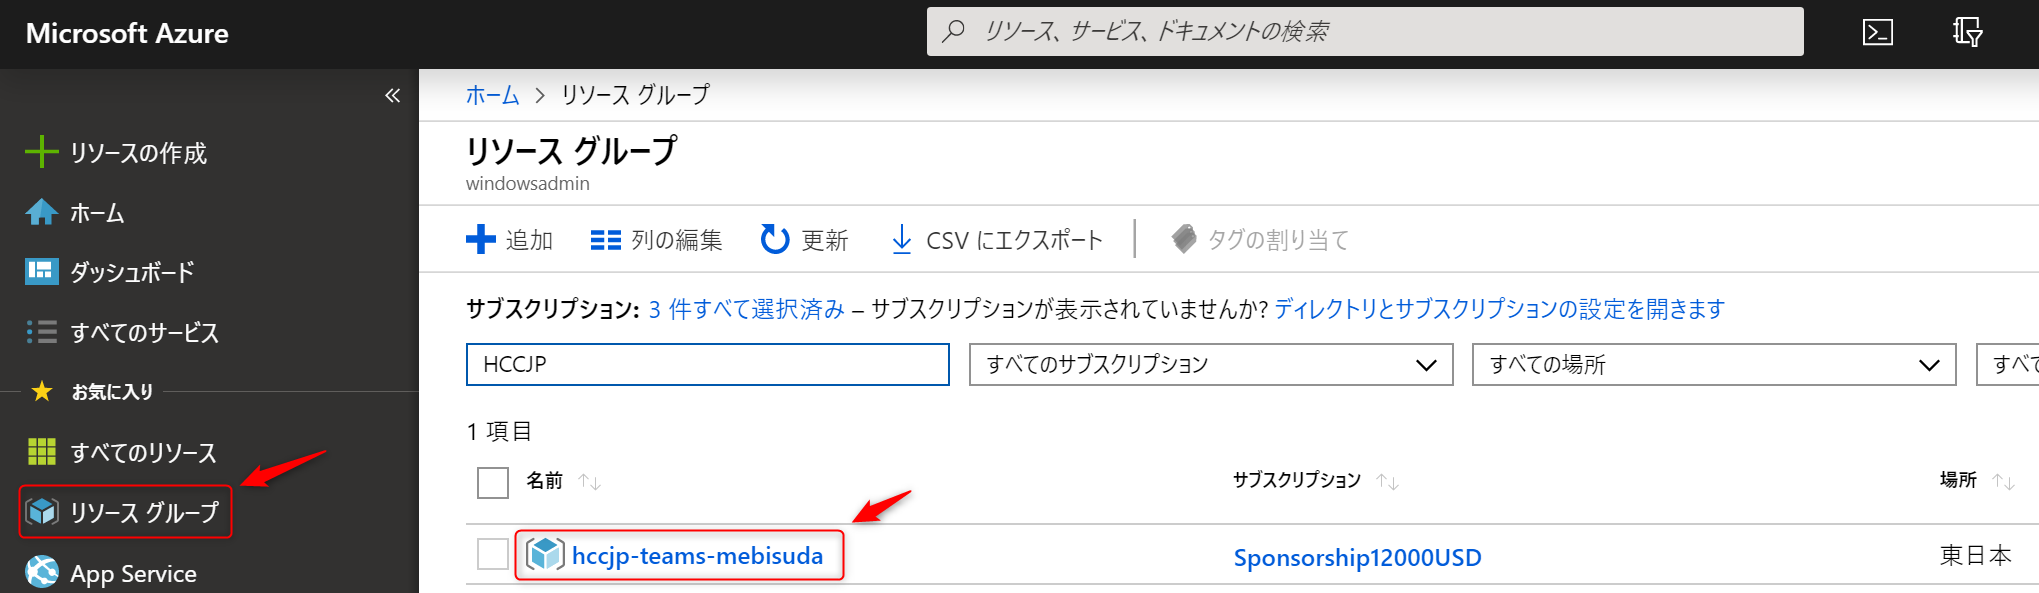 Microsoft Azure
リソース、サービス、ドキュメントの検索
«
リソースの作成
ホーム
ダッシュボード
すべてのサービス
お気に入り
すべてのリソース
リソース グループ
App Service
ホーム > リソース グループ
リソース グループ
windowsadmin
追加 列の編集 更新 CSV にエクスポート タグの割り当て
サブスクリプション: 3 件すべて選択済み – サブスクリプションが表示されていませんか? ディレクトリとサブスクリプションの設定を開きます
HCCJP すべてのサブスクリプション すべての場所 すべて
1 項目
名前 ↑↓ サブスクリプション ↑↓ 場所 ↑↓
hccjp-teams-mebisuda Sponsorship12000USD 東日本